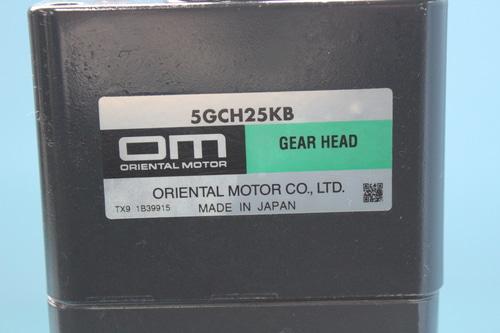 5GCH25KB
OM
ORIENTAL MOTOR
GEAR HEAD
ORIENTAL MOTOR CO., LTD.
TX9 1B39915 MADE IN JAPAN